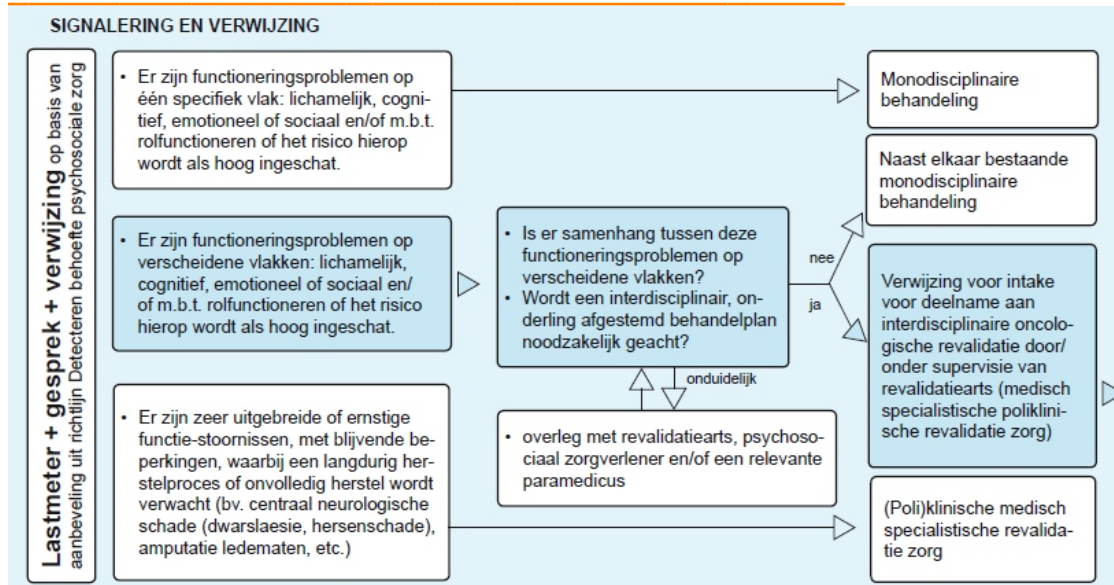 SIGNALERING EN VERWIJZING
Lastmeter + gesprek + verwijzing op basis van
aanbeveling uit richtlijn Detecteren behoefte psychosociale zorg
• Er zijn functioneringsproblemen op
één specifiek vlak: lichamelijk, cogni-
tief, emotioneel of sociaal en/of m.b.t.
rolfunctioneren of het risico hierop
wordt als hoog ingeschat.
Monodisciplinaire
behandeling
Naast elkaar bestaande
monodisciplinaire
behandeling
• Er zijn functioneringsproblemen op
verscheidene vlakken: lichamelijk,
cognitief, emotioneel of sociaal en/
of m.b.t. rolfunctioneren of het risico
hierop wordt als hoog ingeschat.
• Is er samenhang tussen deze
functioneringsproblemen op
verscheidene vlakken?
• Wordt een interdisciplinair, on-
derling afgestemd behandelplan
noodzakelijk geacht?
nee
ja
Verwijzing voor intake
voor deelname aan
interdisciplinaire oncolo-
gische revalidatie door/
onder supervisie van
revalidatiearts (medisch
specialistische polikini-
sche revalidatie zorg)
onduidelijk
• overleg met revalidatiearts, psychoso-
ciaal zorgverlener en/of een relevante
paramedicus
• Er zijn zeer uitgebreide of ernstige
functie-stoornissen, met blijvende be-
perkingen, waarbij een langdurig her-
stelproces of onvolledig herstel wordt
verwacht (bv. centraal neurologische
schade (dwarslaesie, hersenschade),
amputatie ledematen, etc.)
(Poli)klinische medisch
specialistische revalida-
tie zorg